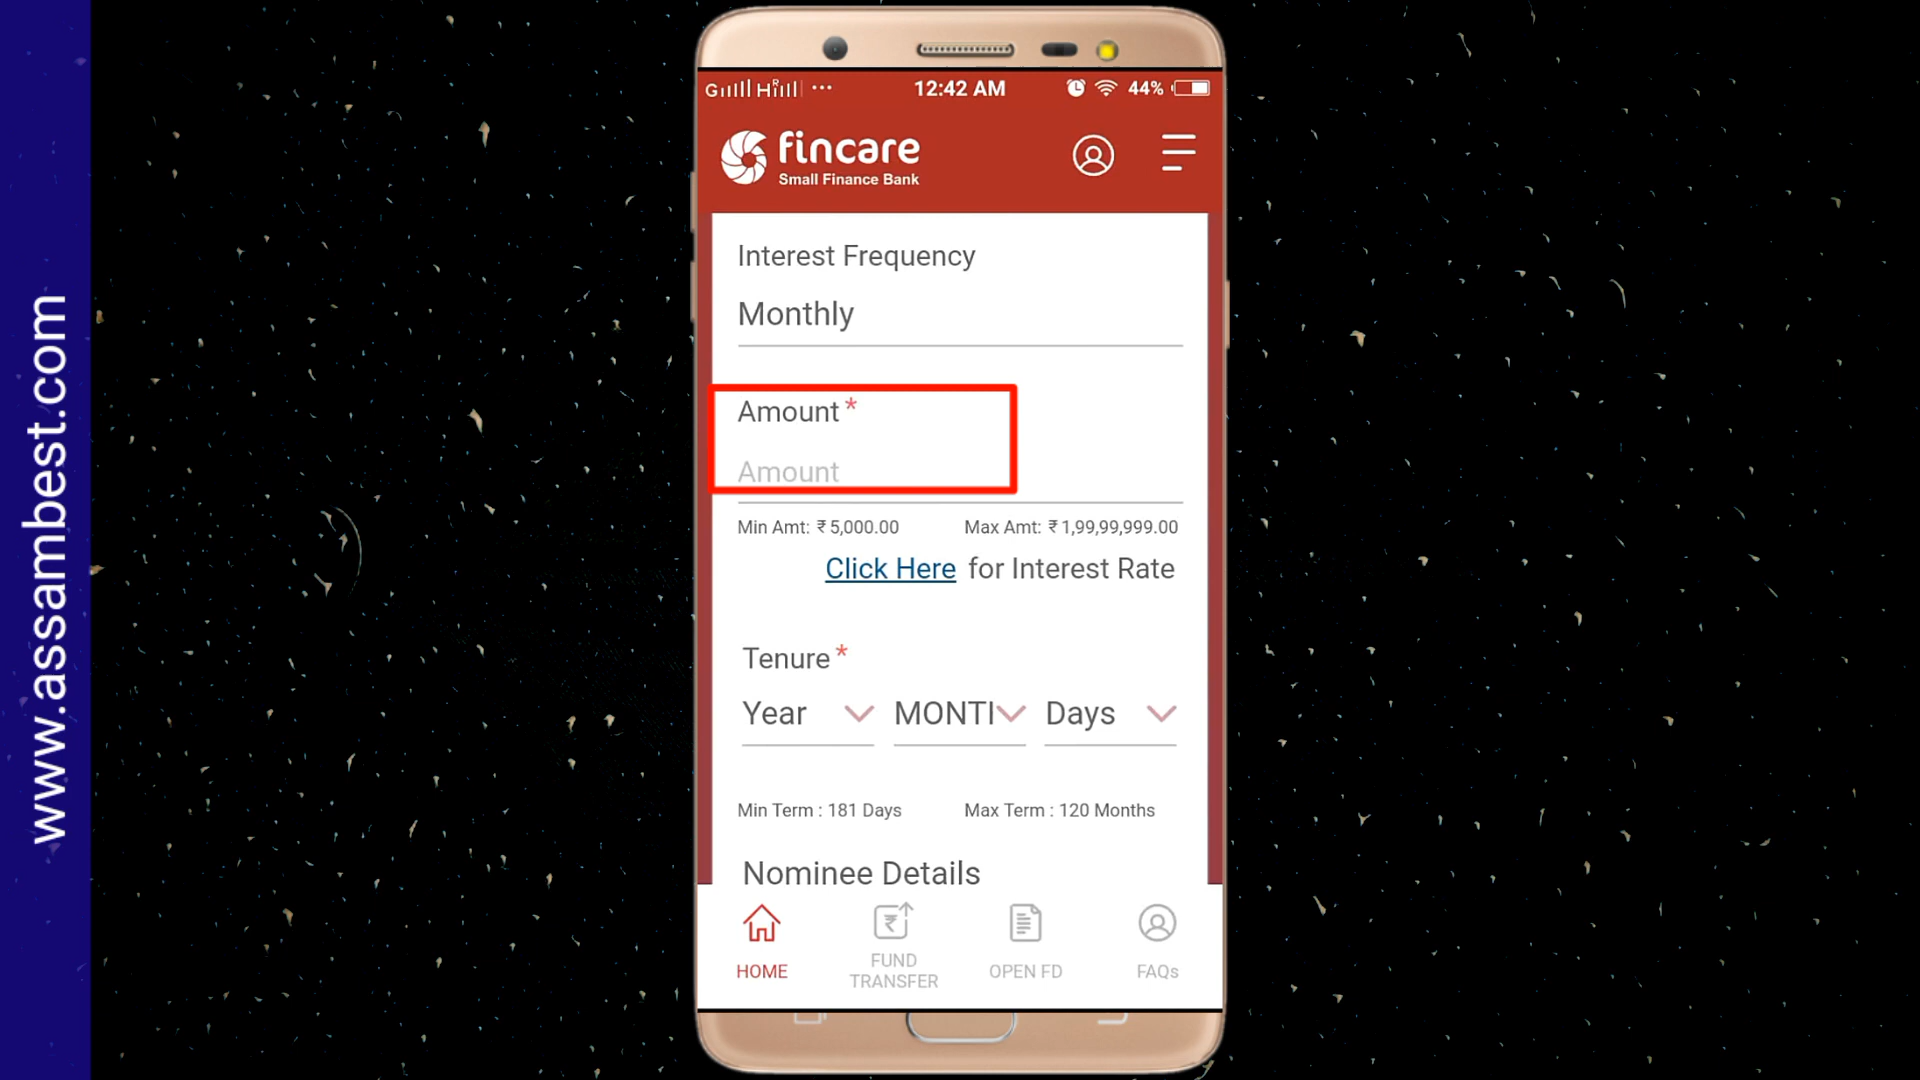 www.assambest.com
12:42 AM
44%
fincare
Small Finance Bank
Interest Frequency
Monthly
Amount *
Amount
Min Amt: ₹ 5,000.00 Max Amt: ₹ 1,99,99,999.00
Click Here for Interest Rate
Tenure *
Year MONTI Days
Min Term : 181 Days Max Term : 120 Months
Nominee Details
HOME
FUND
TRANSFER
OPEN FD
FAQs